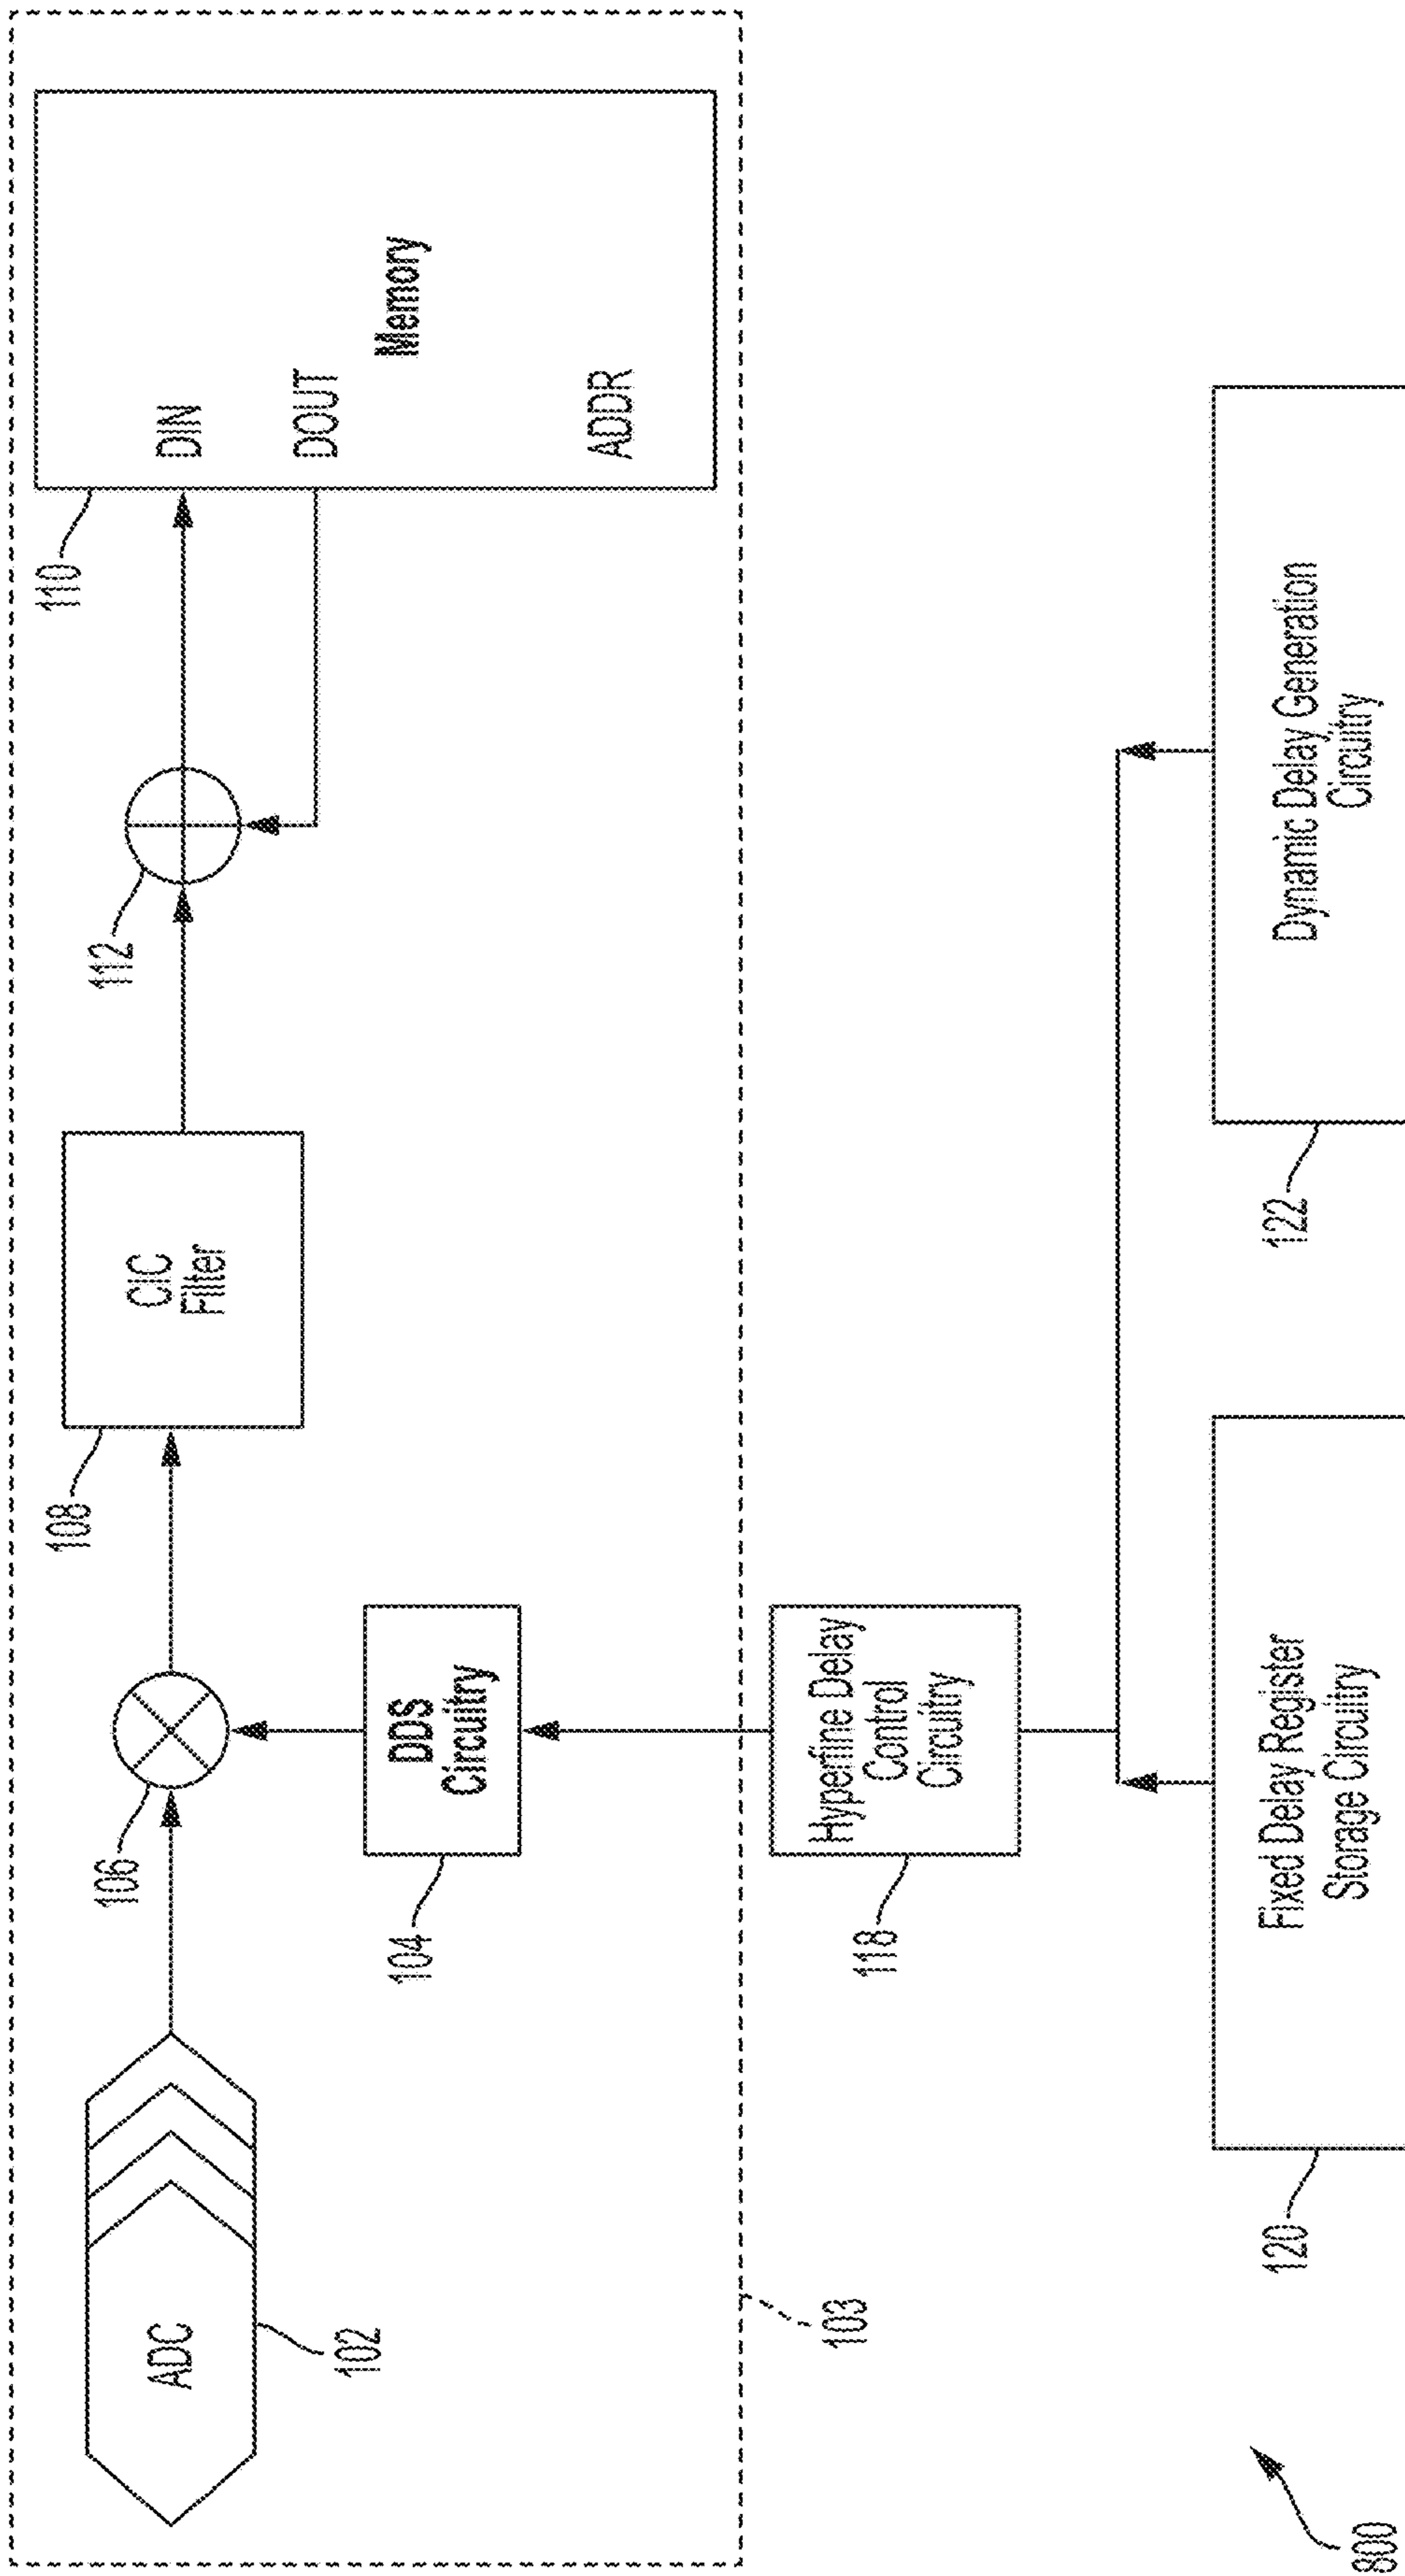 ADC
102
106
CIC
Filter
108
112
110
DIN
DOUT
Memory
ADDR
DDS
Circuitry
104
103
Hyperfine Delay
Control
Circuitry
118
Fixed Delay Register
Storage Circuitry
120
Dynamic Delay Generation
Circuitry
122
800